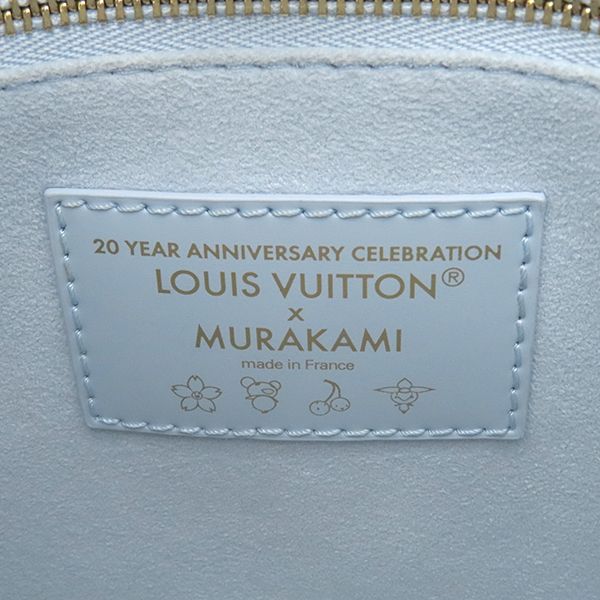 20 YEAR ANNIVERSARY CELEBRATION
LOUIS VUITTON®
x
MURAKAMI
made in France